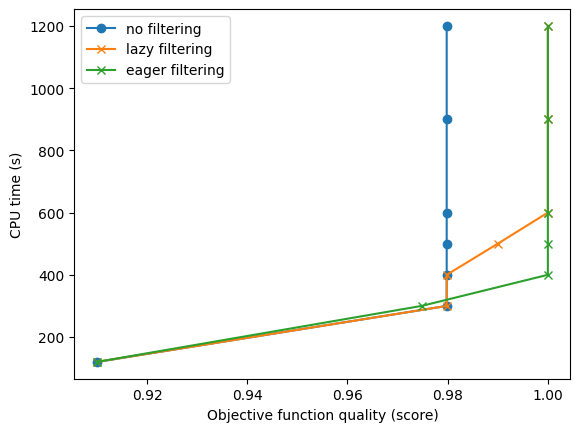 no filtering
lazy filtering
eager filtering
CPU time (s)
1200
1000
800
600
400
200
0.92
0.94
0.96
0.98
1.00
Objective function quality (score)